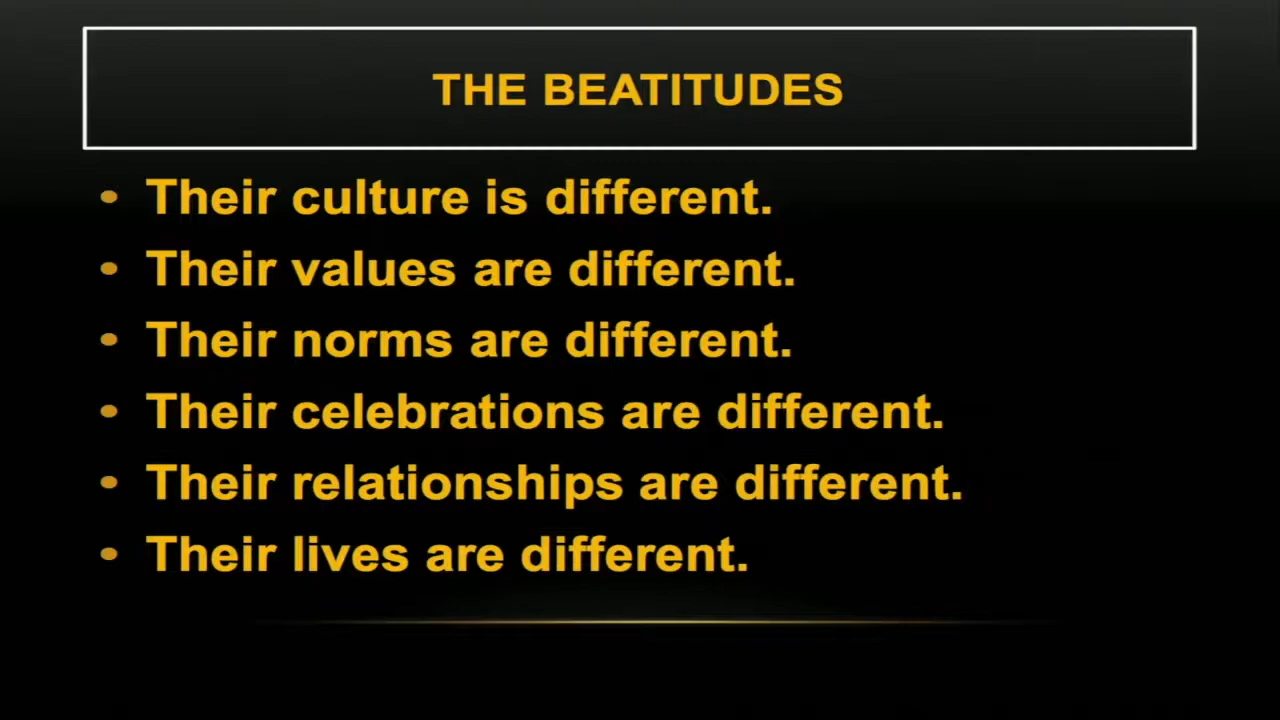 THE BEATITUDES
• Their culture is different.
• Their values are different.
• Their norms are different.
• Their celebrations are different.
• Their relationships are different.
• Their lives are different.